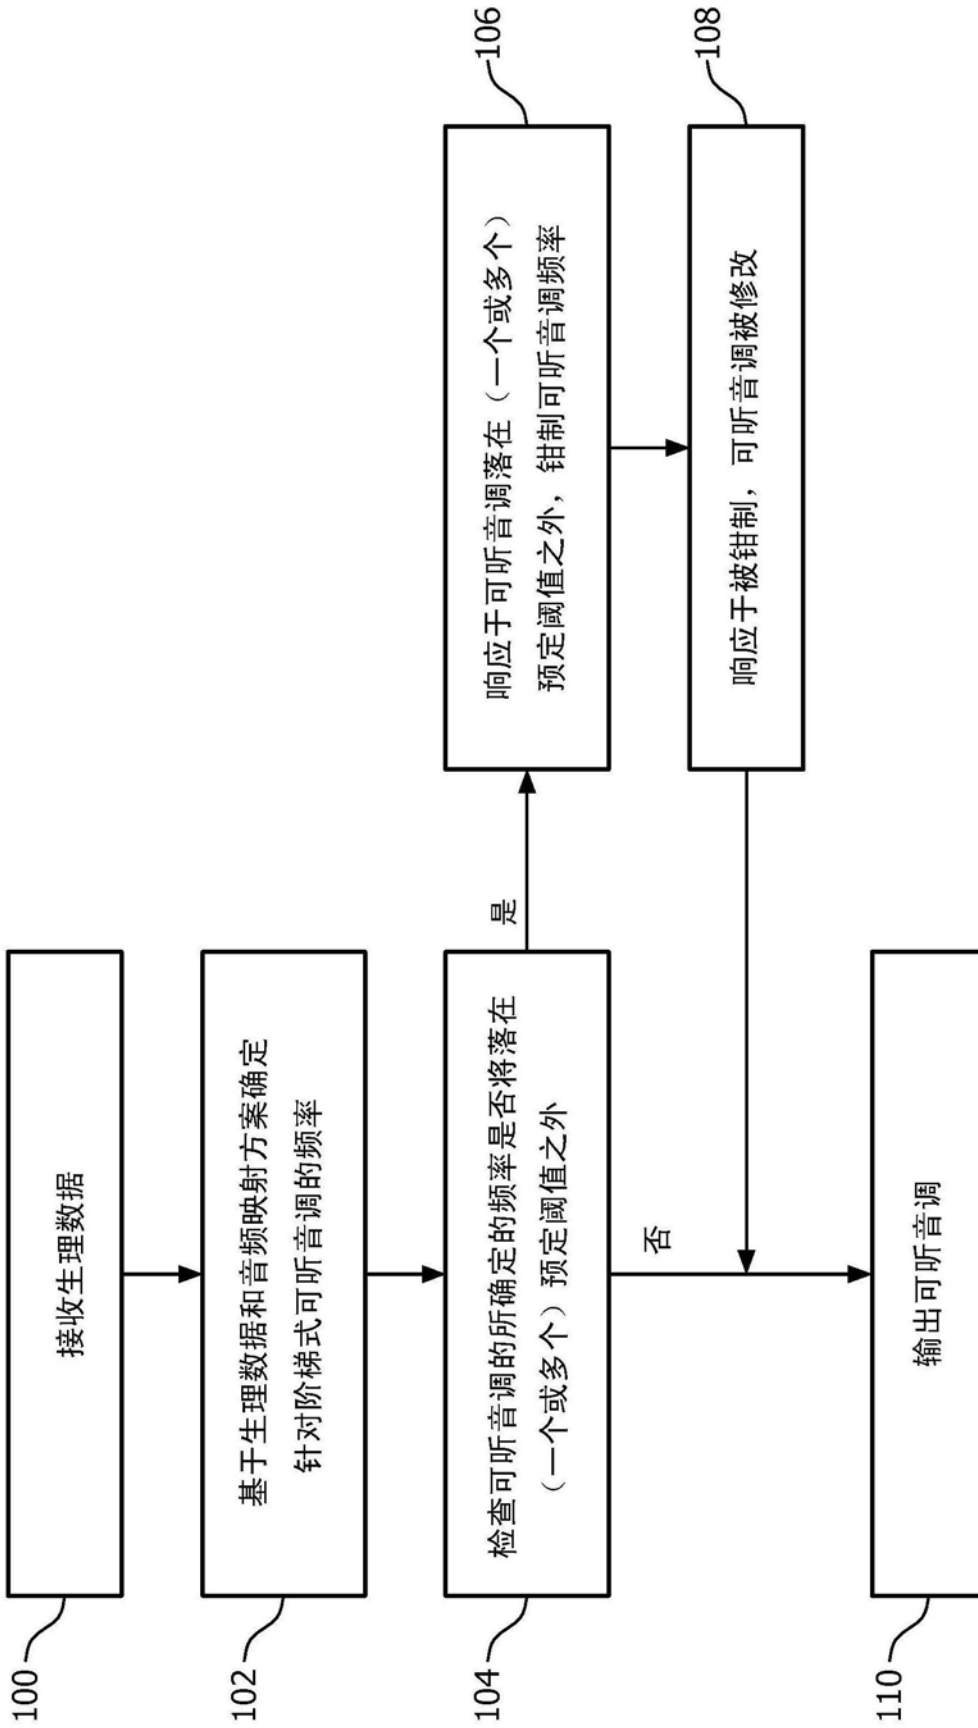 100
接收生理数据
102
基于生理数据和音频映射方案确定
针对阶梯式可听音调的频率
104
检查可听音调的所确定的频率是否将落在
（一个或多个）预定阈值之外
是
106
响应于可听音调落在（一个或多个）
预定阈值之外，钳制可听音调频率
108
响应于被钳制，可听音调被修改
否
110
输出可听音调